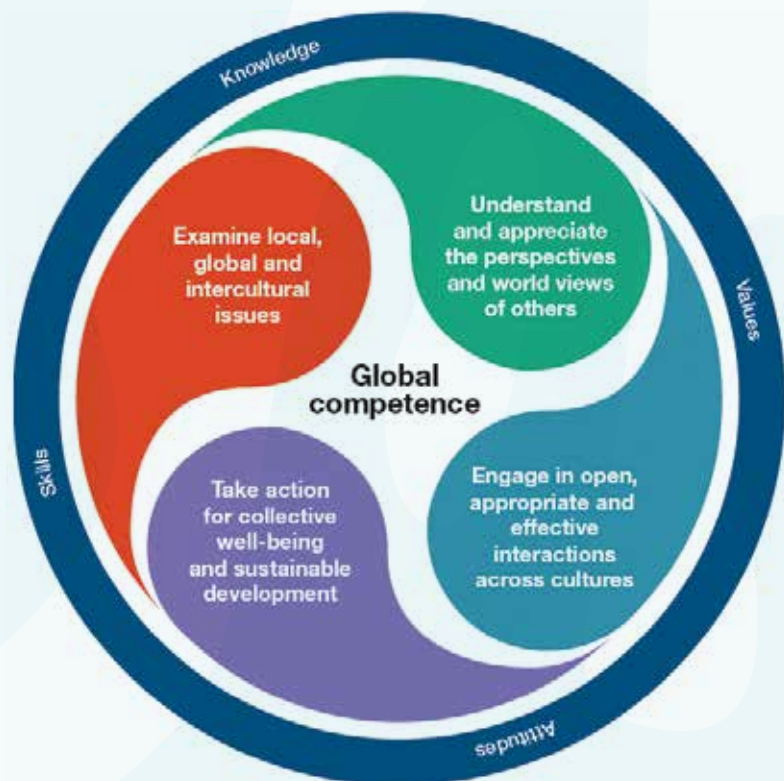 Knowledge
Examine local,
global and
intercultural
issues
Understand
and appreciate
the perspectives
and world views
of others
Values
Global
competence
Skills
Take action
for collective
well-being
and sustainable
development
Engage in open,
appropriate and
effective
interactions
across cultures
Attitudes